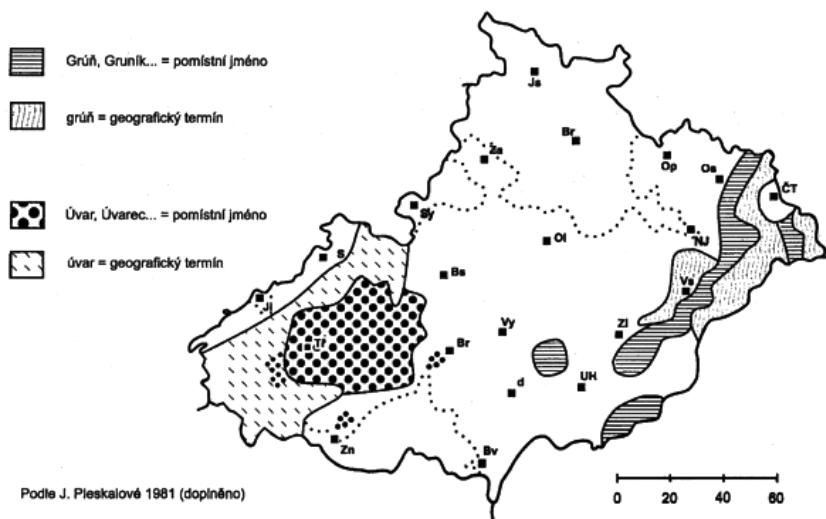 Grúň, Gruník... = pomístní jméno
grúň = geografický termín
Úvar, Úvarec... = pomístní jméno
úvar = geografický termín
Js
Br
Za
Op
Os
ČT
Sy
NJ
Ol
S
Bs
Vs
Ji
Vy
Zl
Tř
Br
UH
d
Zn
Bv
Podle J. Pleskalové 1981 (doplněno)
0 20 40 60